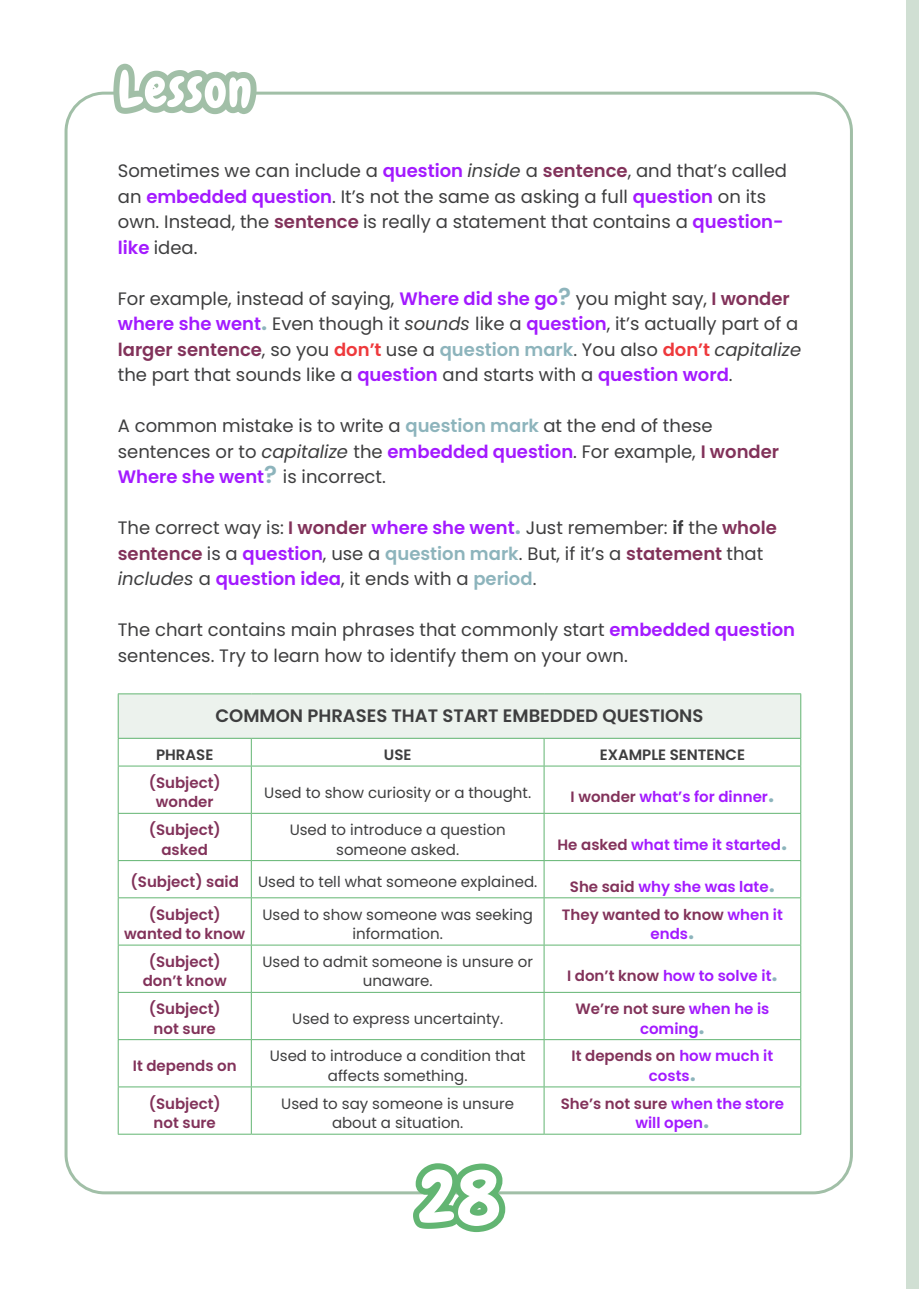 Lesson
Sometimes we can include a question inside a sentence, and that’s called
an embedded question. It’s not the same as asking a full question on its
own. Instead, the sentence is really a statement that contains a question-
like idea.
For example, instead of saying, Where did she go? you might say, I wonder
where she went. Even though it sounds like a question, it’s actually part of a
larger sentence, so you don’t use a question mark. You also don’t capitalize
the part that sounds like a question and starts with a question word.
A common mistake is to write a question mark at the end of these
sentences or to capitalize the embedded question. For example, I wonder
Where she went? is incorrect.
The correct way is: I wonder where she went. Just remember: if the whole
sentence is a question, use a question mark. But, if it’s a statement that
includes a question idea, it ends with a period.
The chart contains main phrases that commonly start embedded question
sentences. Try to learn how to identify them on your own.
COMMON PHRASES THAT START EMBEDDED QUESTIONS
PHRASE USE EXAMPLE SENTENCE
(Subject)
wonder
Used to show curiosity or a thought.
I wonder what’s for dinner.
(Subject)
asked
Used to introduce a question
someone asked.
He asked what time it started.
(Subject) said
Used to tell what someone explained.
She said why she was late.
(Subject)
wanted to know
Used to show someone was seeking
information.
They wanted to know when it
ends.
(Subject)
don’t know
Used to admit someone is unsure or
unaware.
I don’t know how to solve it.
(Subject)
not sure
Used to express uncertainty.
We’re not sure when he is
coming.
It depends on
Used to introduce a condition that
affects something.
It depends on how much it
costs.
(Subject)
not sure
Used to say someone is unsure
about a situation.
She’s not sure when the store
will open.
28